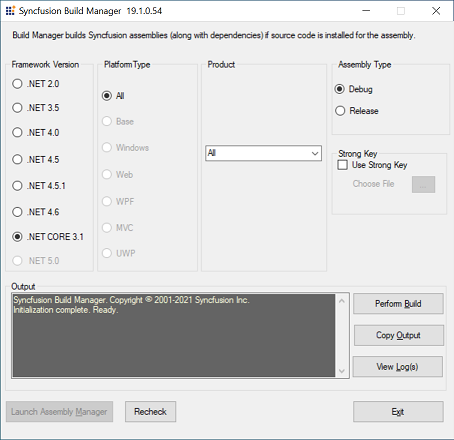 Syncfusion Build Manager 19.1.0.54
Build Manager builds Syncfusion assemblies (along with dependencies) if source code is installed for the assembly.
Framework Version
.NET 2.0
.NET 3.5
.NET 4.0
.NET 4.5
.NET 4.5.1
.NET 4.6
.NET CORE 3.1
.NET 5.0
PlatformType
All
Base
Windows
Web
WPF
MVC
UWP
Product
All
Assembly Type
Debug
Release
Strong Key
Use Strong Key
Choose File
...
Output
Syncfusion Build Manager. Copyright © 2001-2021 Syncfusion Inc.
Initialization complete. Ready.
Perform Build
Copy Output
View Log(s)
Launch Assembly Manager
Recheck
Exit